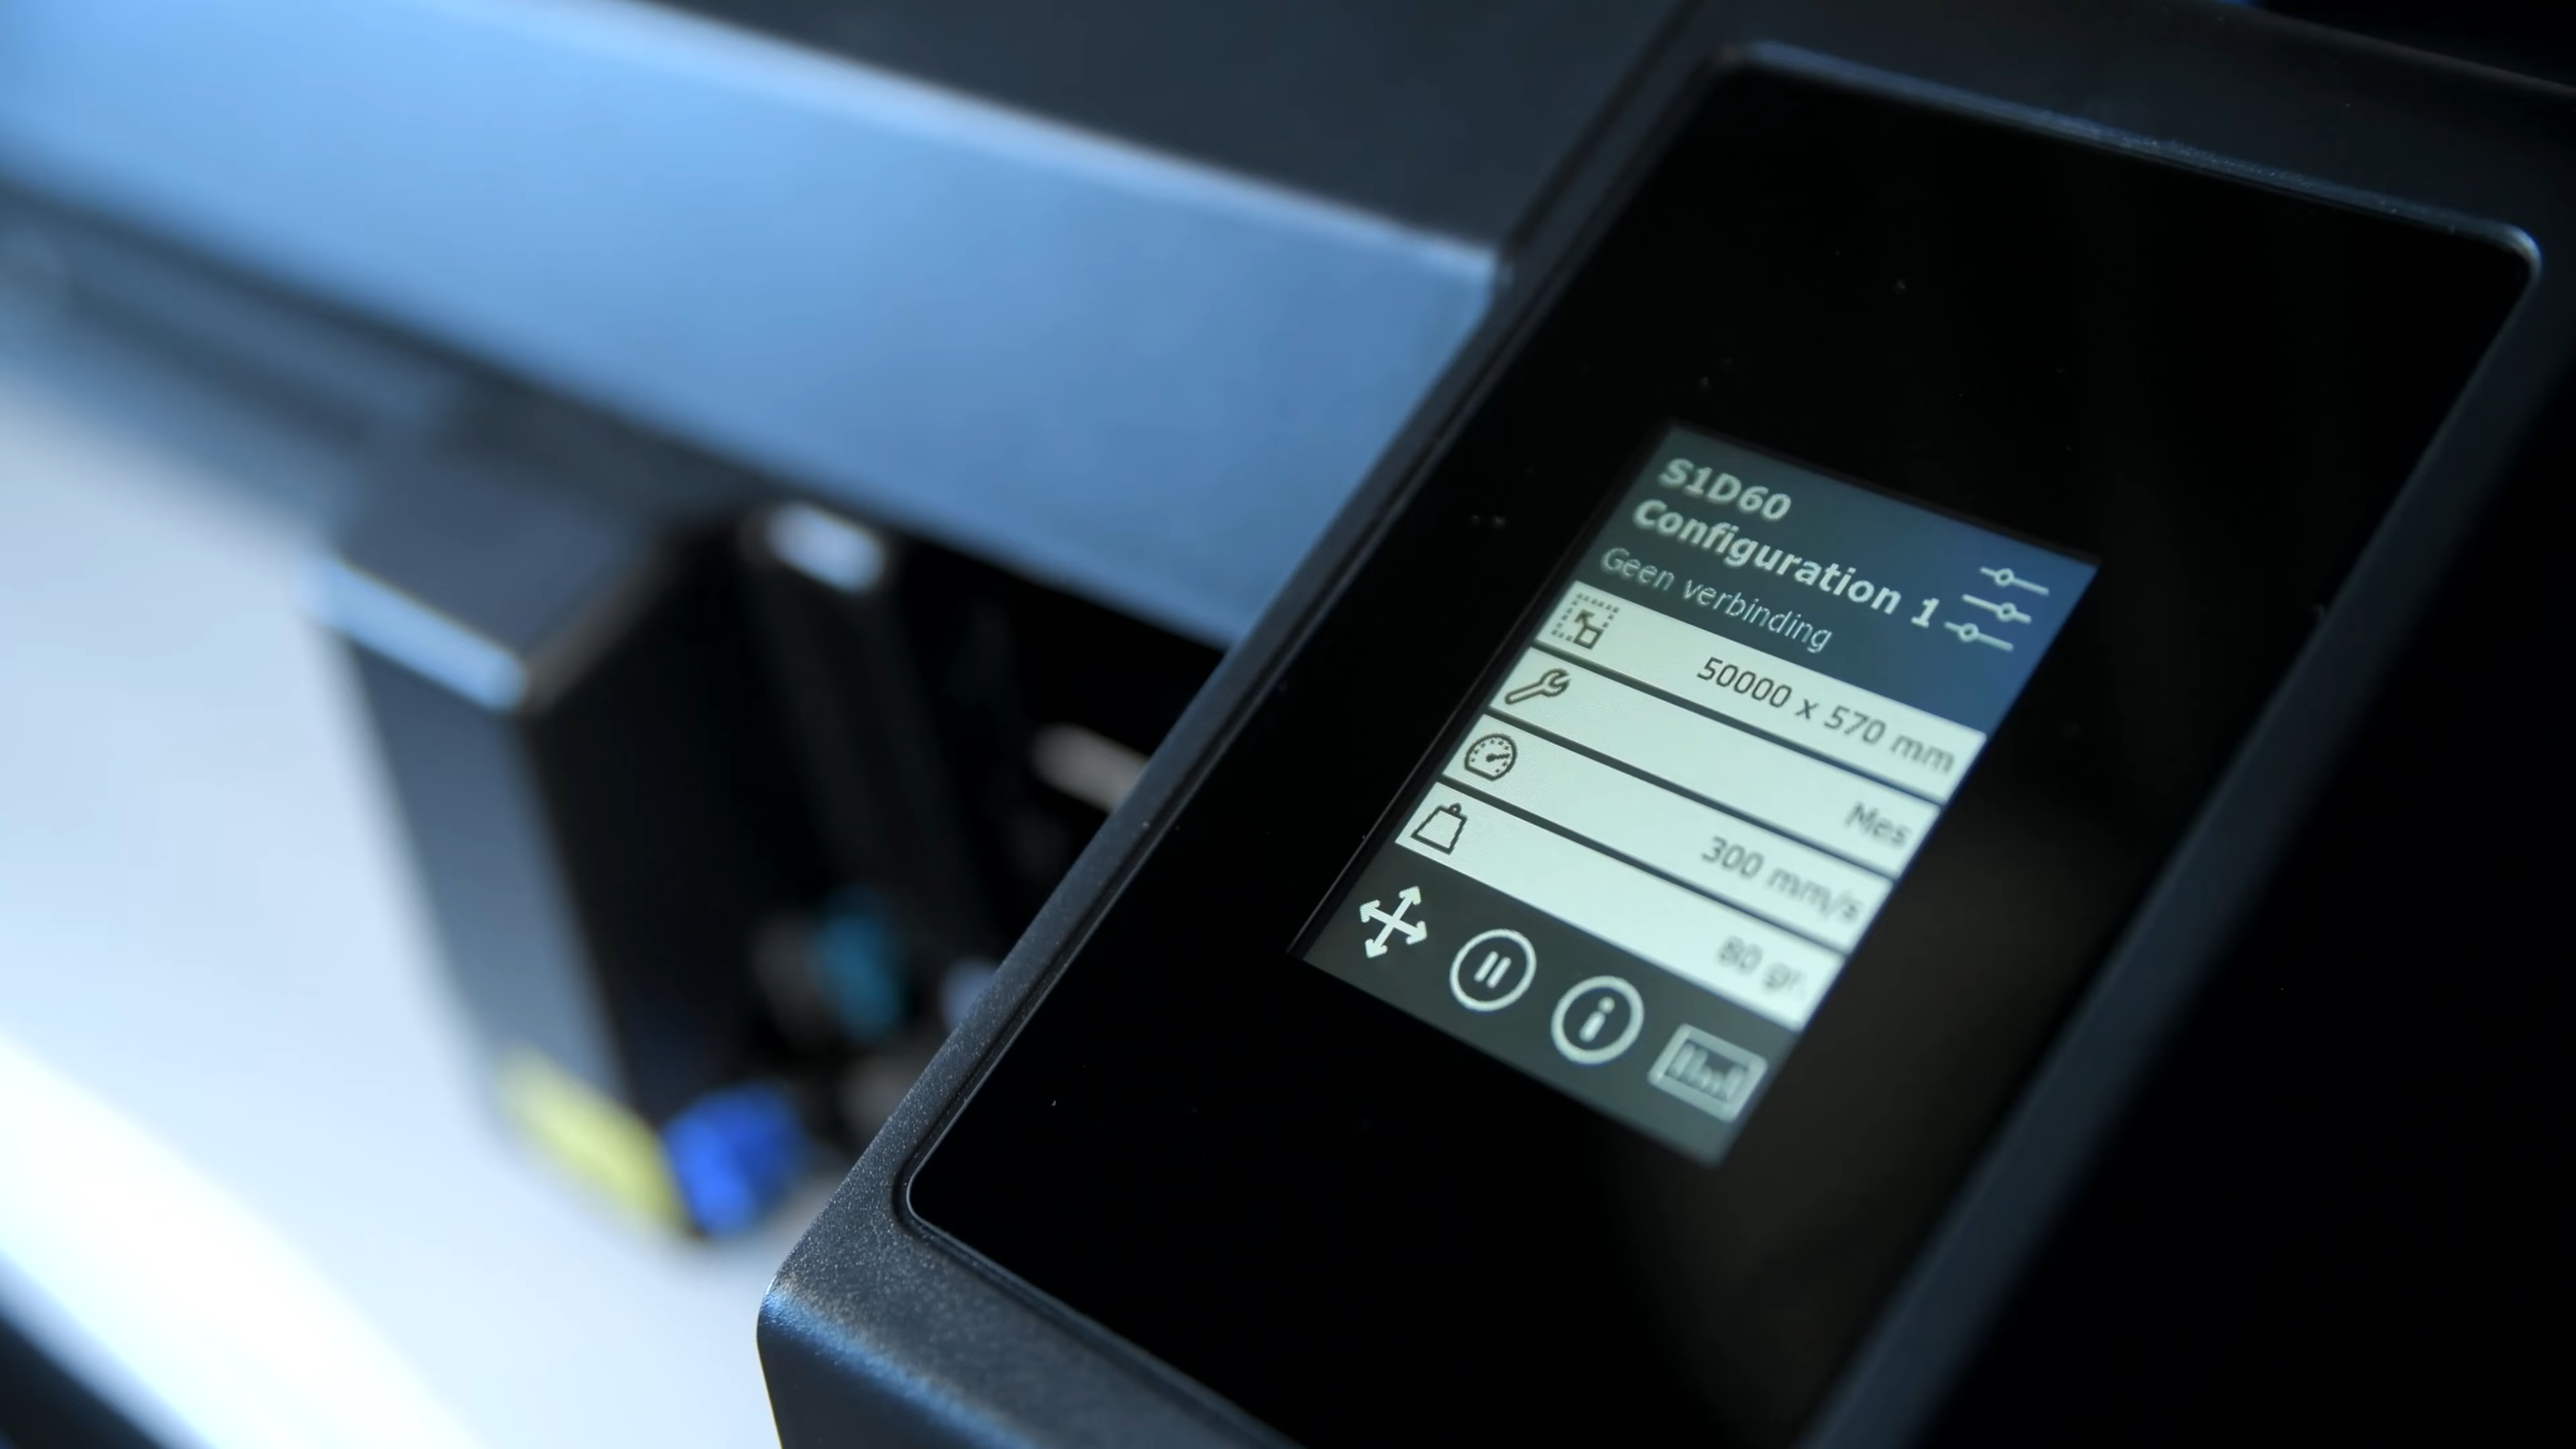 S1D60
Configuration 1
Geen verbinding
50000 x 570 mm
Mes
300 mm/s
80 gr.